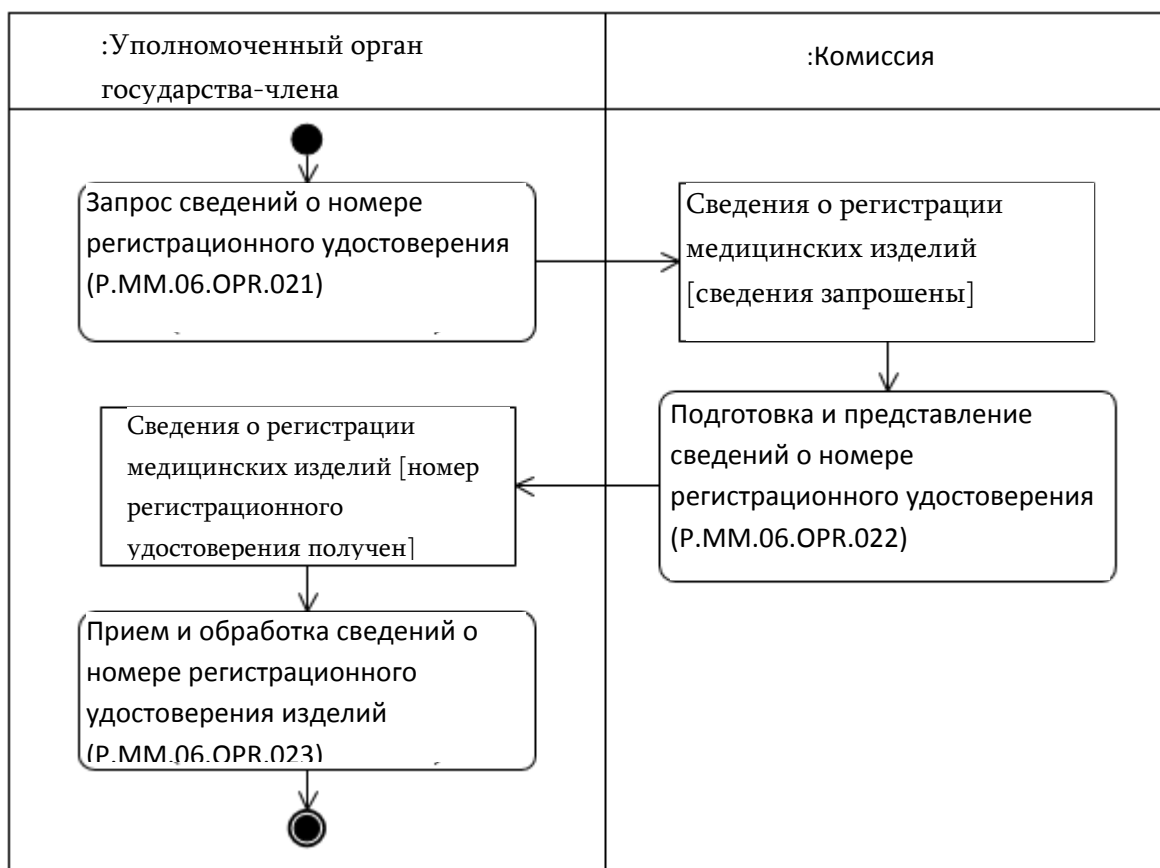 :Уполномоченный орган
государства-члена
:Комиссия
Запрос сведений о номере
регистрационного удостоверения
(P.MM.06.OPR.021)
Сведения о регистрации
медицинских изделий
[сведения запрошены]
Подготовка и представление
сведений о номере
регистрационного удостоверения
(P.MM.06.OPR.022)
Сведения о регистрации
медицинских изделий [номер
регистрационного
удостоверения получен]
Прием и обработка сведений о
номере регистрационного
удостоверения изделий
(P.MM.06.OPR.023)